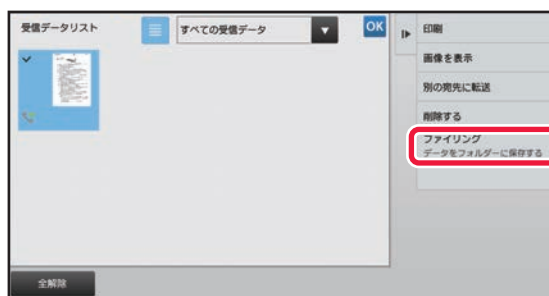 受信データリスト
すべての受信データ
OK
印刷
画像を表示
別の宛先に転送
削除する
ファイリング
データをフォルダーに保存する
全解除